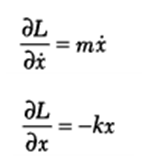 ∂L/∂ẋ = mẋ
∂L/∂x = −kx